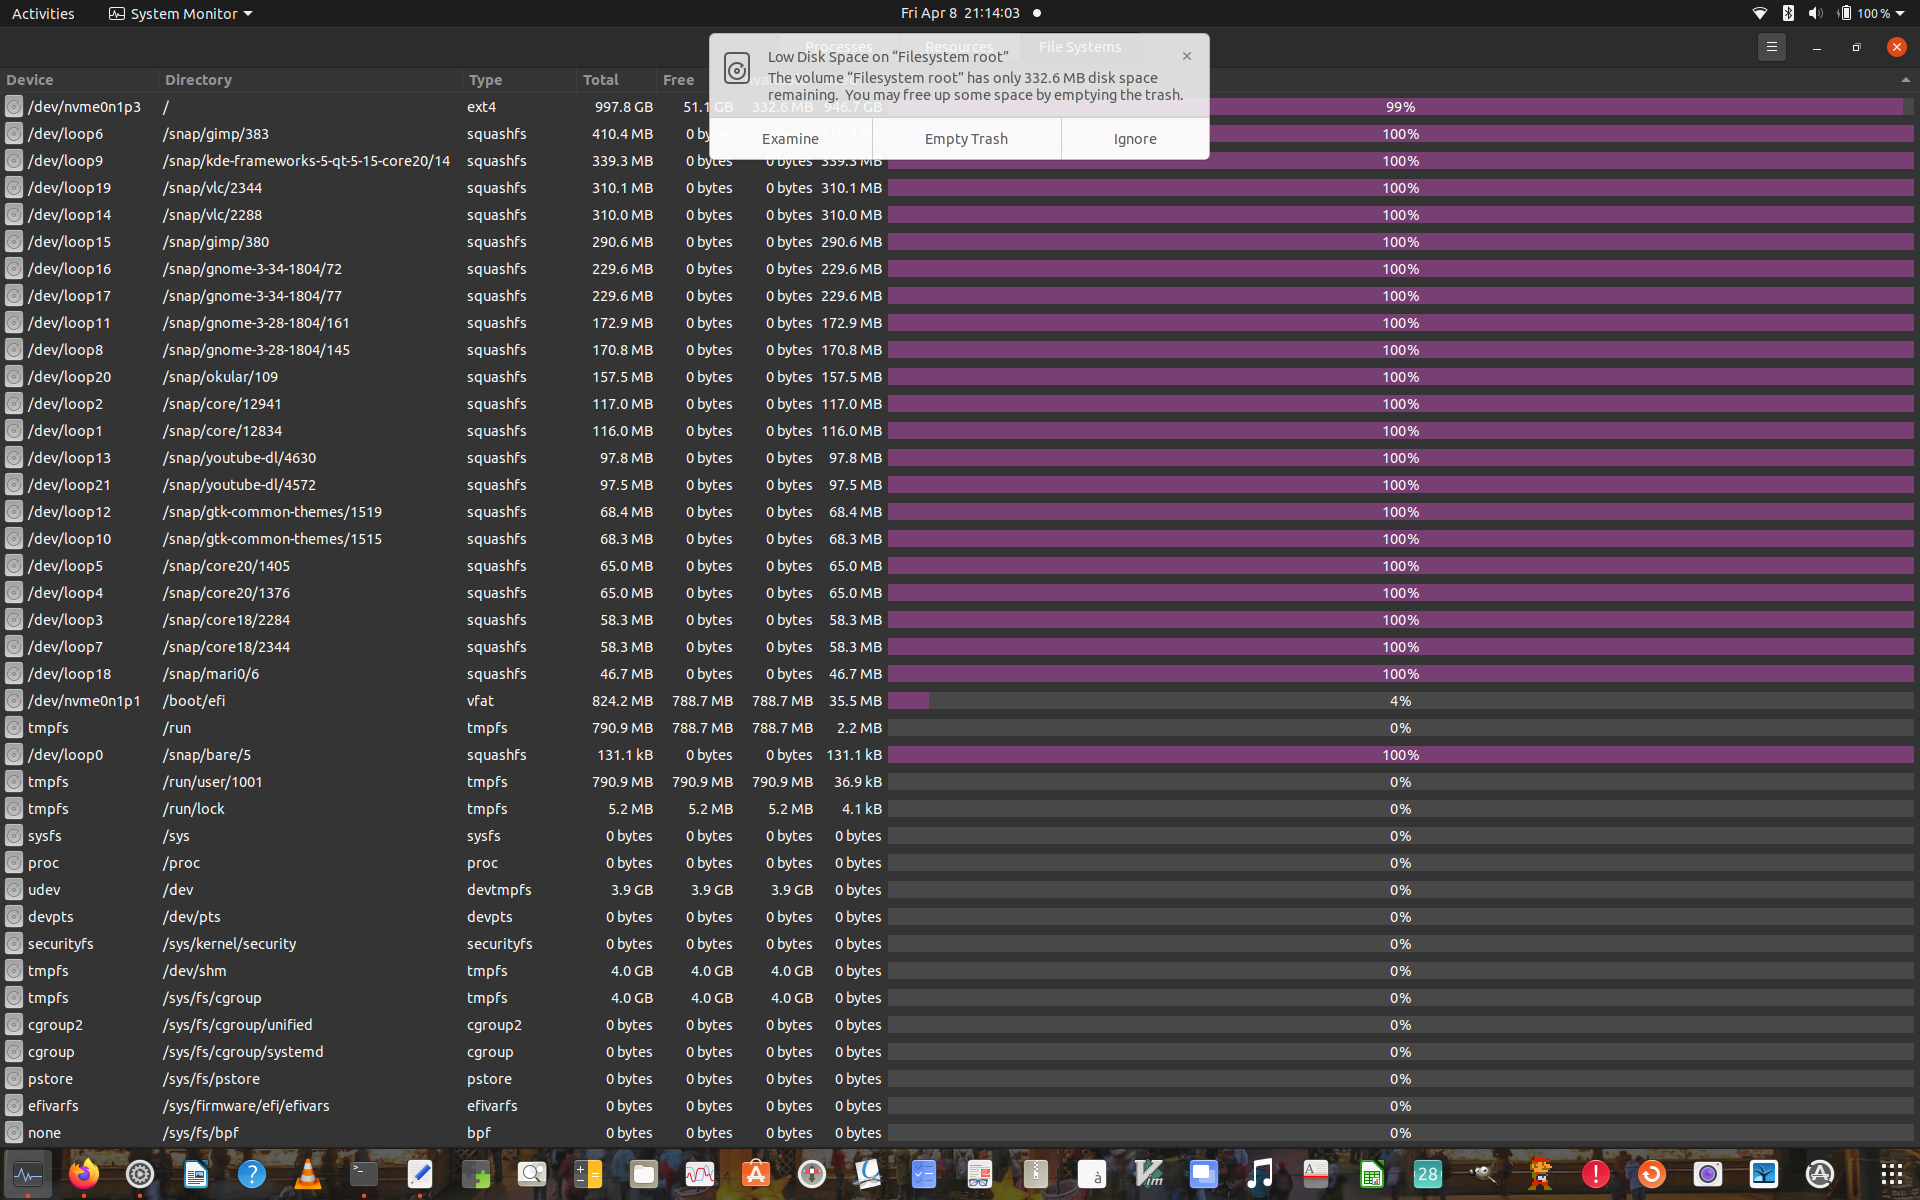 Activities System Monitor Fri Apr 8 21:14:03 100 %
Processes Resources File Systems
Low Disk Space on “Filesystem root”
The volume “Filesystem root” has only 332.6 MB disk space
remaining. You may free up some space by emptying the trash.
Examine Empty Trash Ignore
Device Directory Type Total Free
/dev/nvme0n1p3 / ext4 997.8 GB 51.1 GB 332.6 MB 946.7 GB 99%
/dev/loop6 /snap/gimp/383 squashfs 410.4 MB 0 bytes 100%
/dev/loop9 /snap/kde-frameworks-5-qt-5-15-core20/14 squashfs 339.3 MB 0 bytes 0 bytes 339.3 MB 100%
/dev/loop19 /snap/vlc/2344 squashfs 310.1 MB 0 bytes 0 bytes 310.1 MB 100%
/dev/loop14 /snap/vlc/2288 squashfs 310.0 MB 0 bytes 0 bytes 310.0 MB 100%
/dev/loop15 /snap/gimp/380 squashfs 290.6 MB 0 bytes 0 bytes 290.6 MB 100%
/dev/loop16 /snap/gnome-3-34-1804/72 squashfs 229.6 MB 0 bytes 0 bytes 229.6 MB 100%
/dev/loop17 /snap/gnome-3-34-1804/77 squashfs 229.6 MB 0 bytes 0 bytes 229.6 MB 100%
/dev/loop11 /snap/gnome-3-28-1804/161 squashfs 172.9 MB 0 bytes 0 bytes 172.9 MB 100%
/dev/loop8 /snap/gnome-3-28-1804/145 squashfs 170.8 MB 0 bytes 0 bytes 170.8 MB 100%
/dev/loop20 /snap/okular/109 squashfs 157.5 MB 0 bytes 0 bytes 157.5 MB 100%
/dev/loop2 /snap/core/12941 squashfs 117.0 MB 0 bytes 0 bytes 117.0 MB 100%
/dev/loop1 /snap/core/12834 squashfs 116.0 MB 0 bytes 0 bytes 116.0 MB 100%
/dev/loop13 /snap/youtube-dl/4630 squashfs 97.8 MB 0 bytes 0 bytes 97.8 MB 100%
/dev/loop21 /snap/youtube-dl/4572 squashfs 97.5 MB 0 bytes 0 bytes 97.5 MB 100%
/dev/loop12 /snap/gtk-common-themes/1519 squashfs 68.4 MB 0 bytes 0 bytes 68.4 MB 100%
/dev/loop10 /snap/gtk-common-themes/1515 squashfs 68.3 MB 0 bytes 0 bytes 68.3 MB 100%
/dev/loop5 /snap/core20/1405 squashfs 65.0 MB 0 bytes 0 bytes 65.0 MB 100%
/dev/loop4 /snap/core20/1376 squashfs 65.0 MB 0 bytes 0 bytes 65.0 MB 100%
/dev/loop3 /snap/core18/2284 squashfs 58.3 MB 0 bytes 0 bytes 58.3 MB 100%
/dev/loop7 /snap/core18/2344 squashfs 58.3 MB 0 bytes 0 bytes 58.3 MB 100%
/dev/loop18 /snap/mari0/6 squashfs 46.7 MB 0 bytes 0 bytes 46.7 MB 100%
/dev/nvme0n1p1 /boot/efi vfat 824.2 MB 788.7 MB 788.7 MB 35.5 MB 4%
tmpfs /run tmpfs 790.9 MB 788.7 MB 788.7 MB 2.2 MB 0%
/dev/loop0 /snap/bare/5 squashfs 131.1 kB 0 bytes 0 bytes 131.1 kB 100%
tmpfs /run/user/1001 tmpfs 790.9 MB 790.9 MB 790.9 MB 36.9 kB 0%
tmpfs /run/lock tmpfs 5.2 MB 5.2 MB 5.2 MB 4.1 kB 0%
sysfs /sys sysfs 0 bytes 0 bytes 0 bytes 0 bytes 0%
proc /proc proc 0 bytes 0 bytes 0 bytes 0 bytes 0%
udev /dev devtmpfs 3.9 GB 3.9 GB 3.9 GB 0 bytes 0%
devpts /dev/pts devpts 0 bytes 0 bytes 0 bytes 0 bytes 0%
securityfs /sys/kernel/security securityfs 0 bytes 0 bytes 0 bytes 0 bytes 0%
tmpfs /dev/shm tmpfs 4.0 GB 4.0 GB 4.0 GB 0 bytes 0%
tmpfs /sys/fs/cgroup tmpfs 4.0 GB 4.0 GB 4.0 GB 0 bytes 0%
cgroup2 /sys/fs/cgroup/unified cgroup2 0 bytes 0 bytes 0 bytes 0 bytes 0%
cgroup /sys/fs/cgroup/systemd cgroup 0 bytes 0 bytes 0 bytes 0 bytes 0%
pstore /sys/fs/pstore pstore 0 bytes 0 bytes 0 bytes 0 bytes 0%
efivarfs /sys/firmware/efi/efivars efivarfs 0 bytes 0 bytes 0 bytes 0 bytes 0%
none /sys/fs/bpf bpf 0 bytes 0 bytes 0 bytes 0 bytes 0%
28